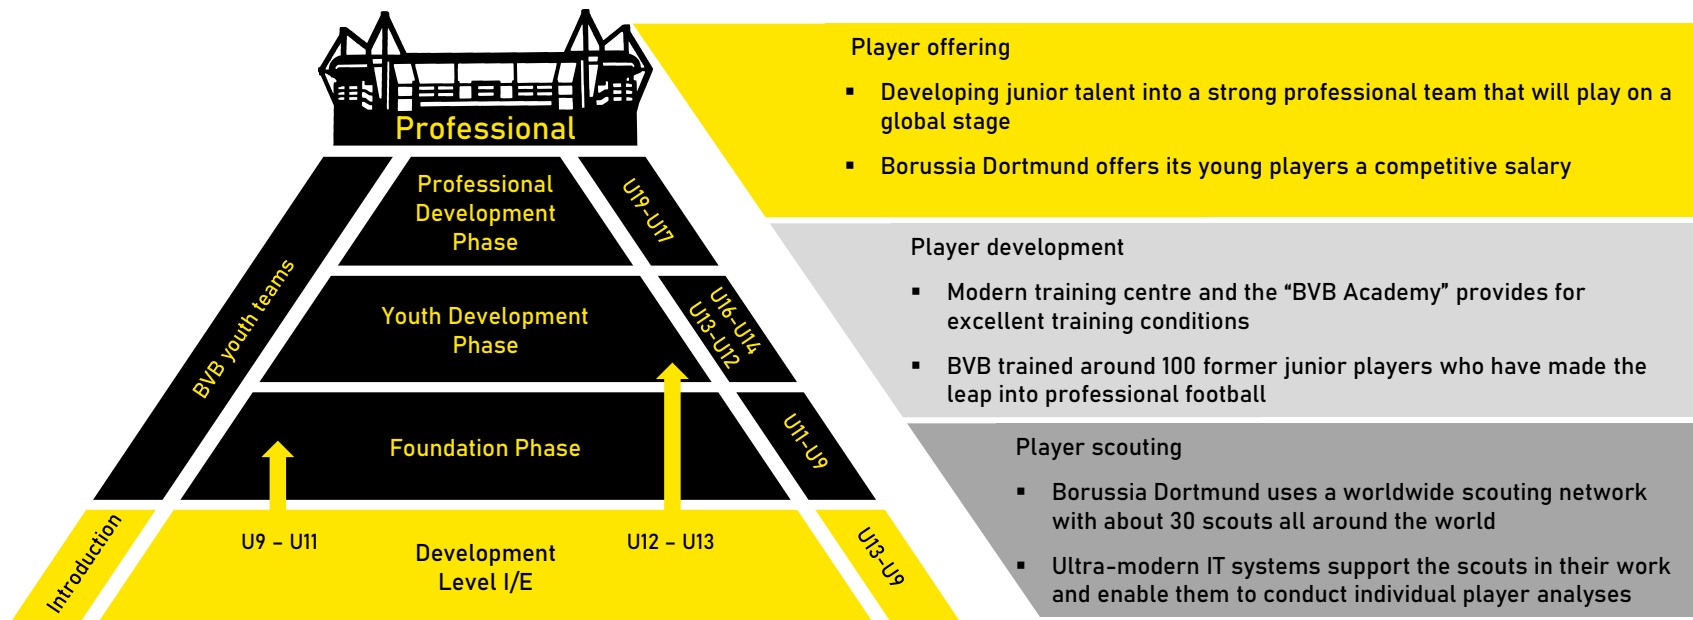 Professional
Professional
Development
Phase
U19-U17
BVB youth teams
Youth Development
Phase
U16-U14
U13-U12
Foundation Phase
U11-U9
Introduction
U9 – U11
Development
Level I/E
U12 – U13
U13-U9
Player offering
▪ Developing junior talent into a strong professional team that will play on a
global stage
▪ Borussia Dortmund offers its young players a competitive salary
Player development
▪ Modern training centre and the “BVB Academy” provides for
excellent training conditions
▪ BVB trained around 100 former junior players who have made the
leap into professional football
Player scouting
▪ Borussia Dortmund uses a worldwide scouting network
with about 30 scouts all around the world
▪ Ultra-modern IT systems support the scouts in their work
and enable them to conduct individual player analyses